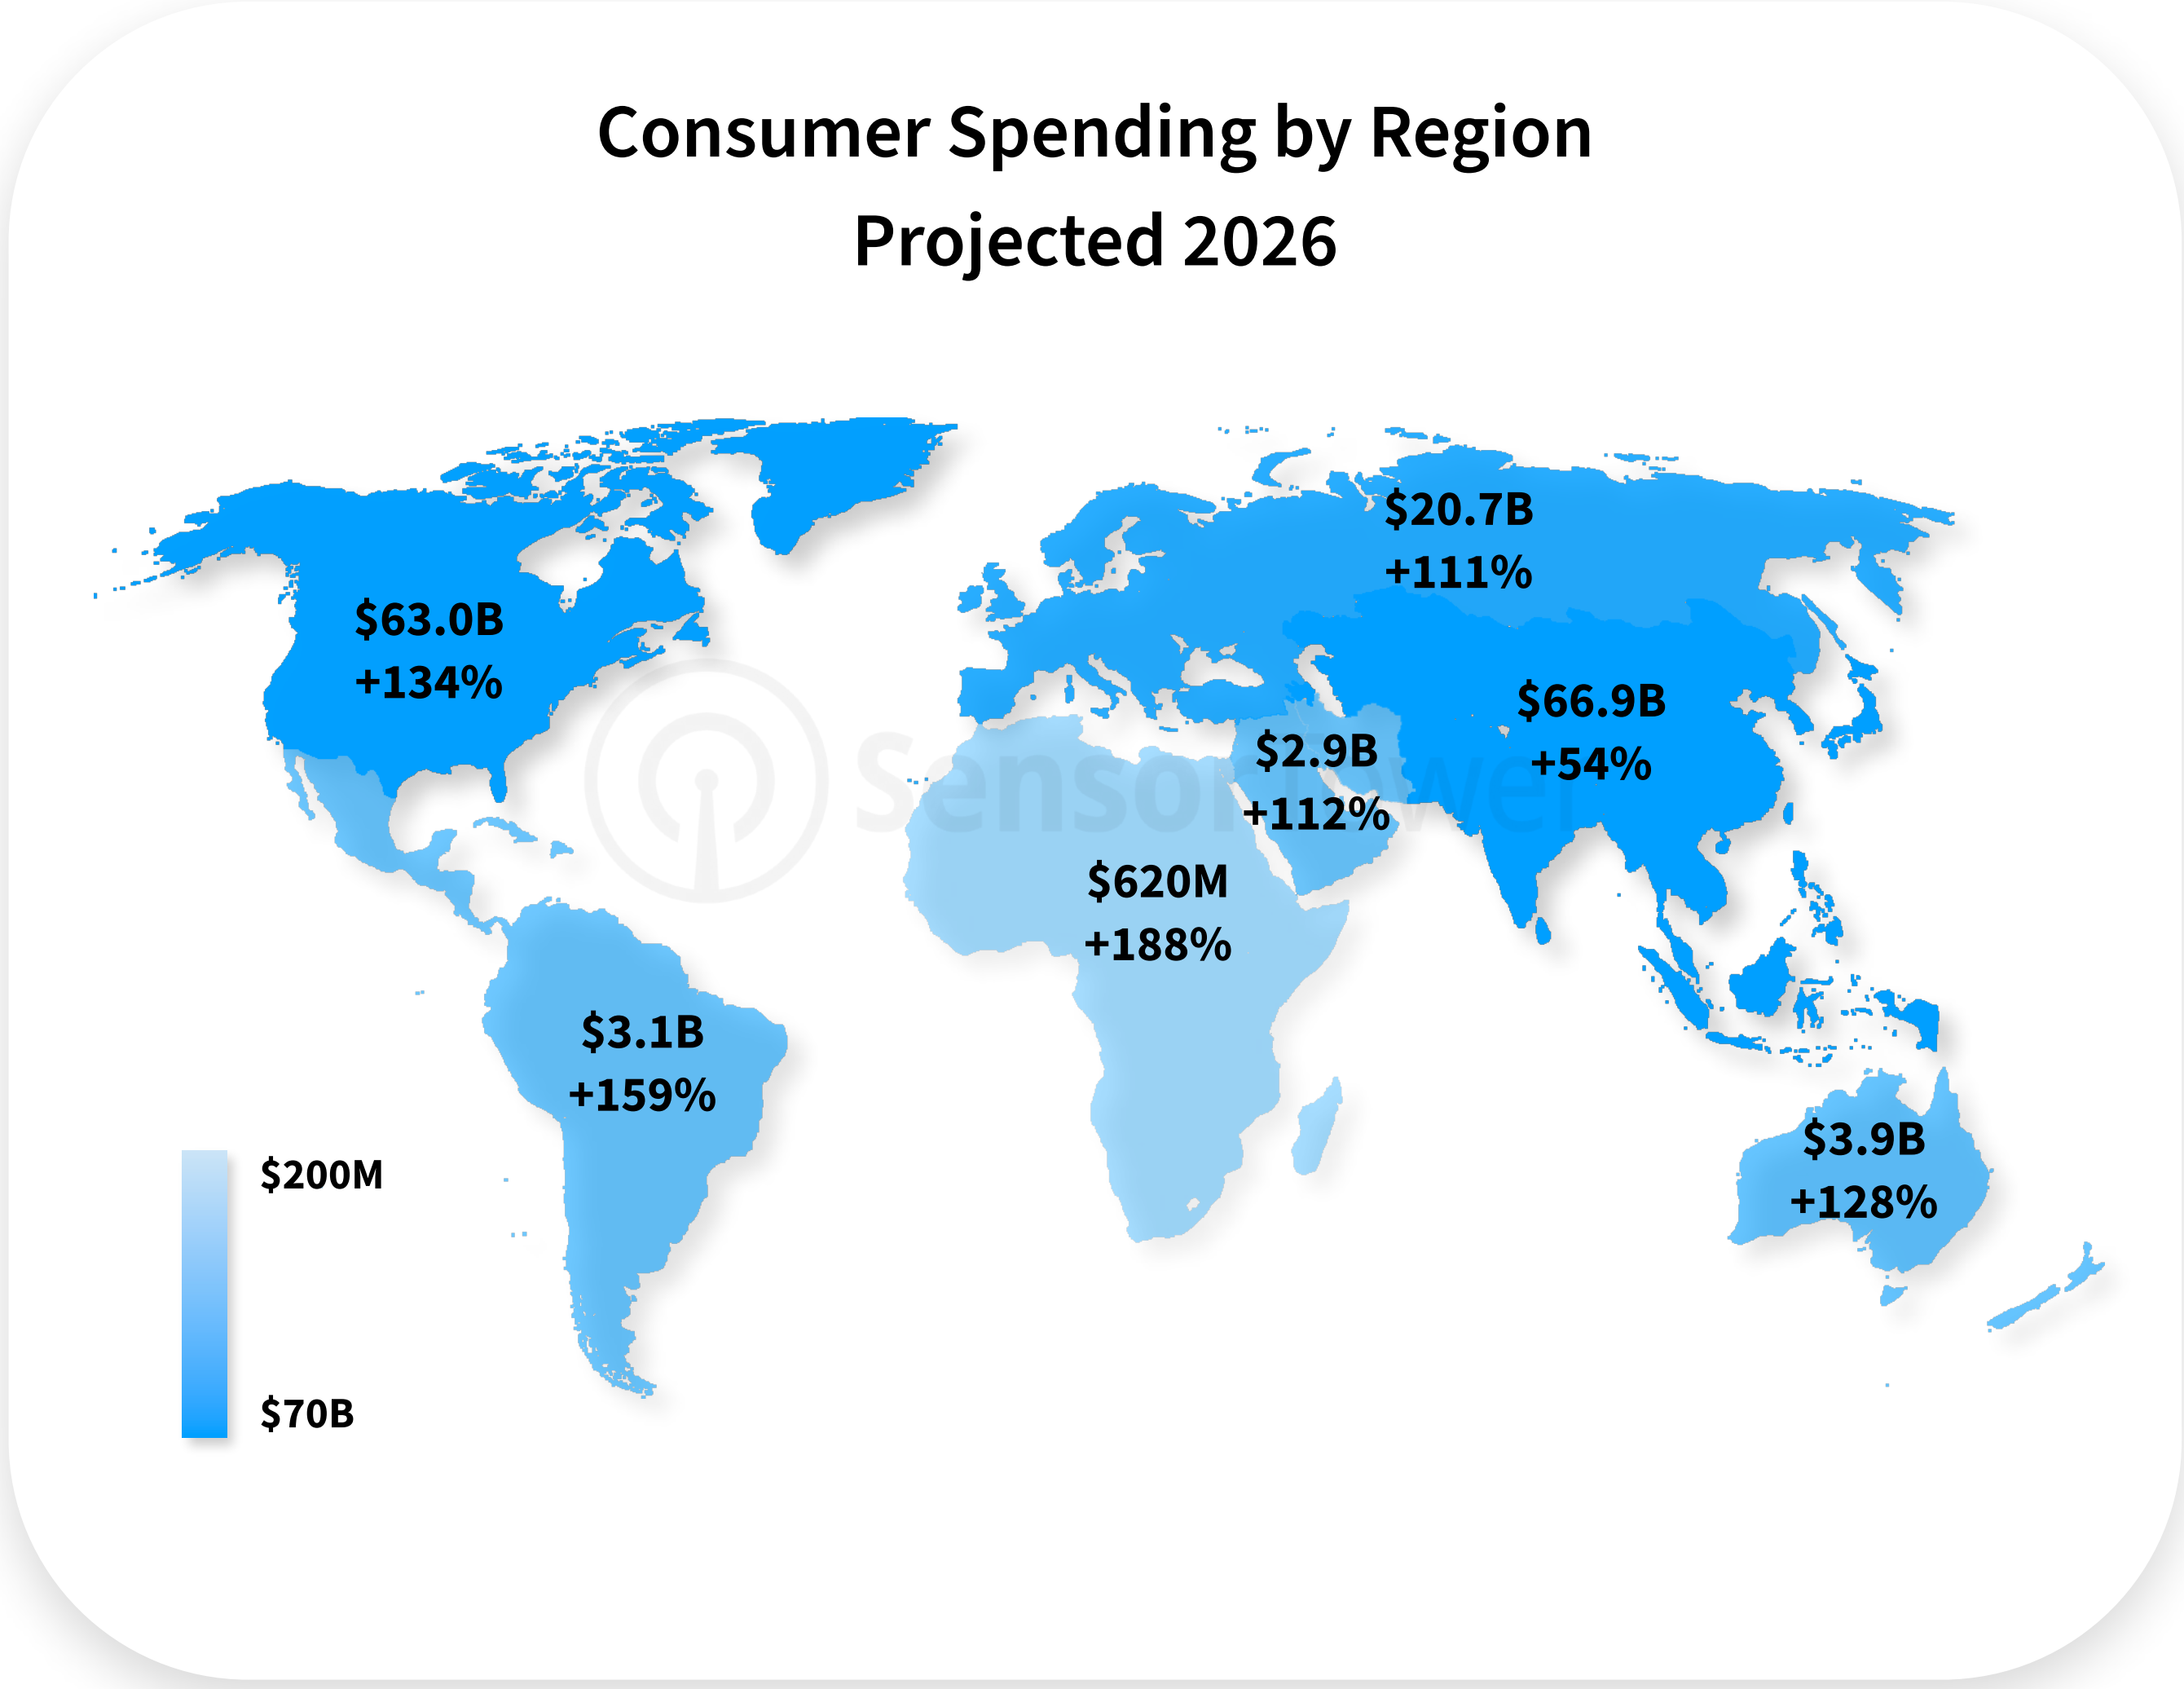 Consumer Spending by Region
Projected 2026
$20.7B
+111%
$63.0B
+134%
$66.9B
+54%
$2.9B
+112%
$620M
+188%
$3.1B
+159%
$3.9B
+128%
$200M
$70B
SensorTower